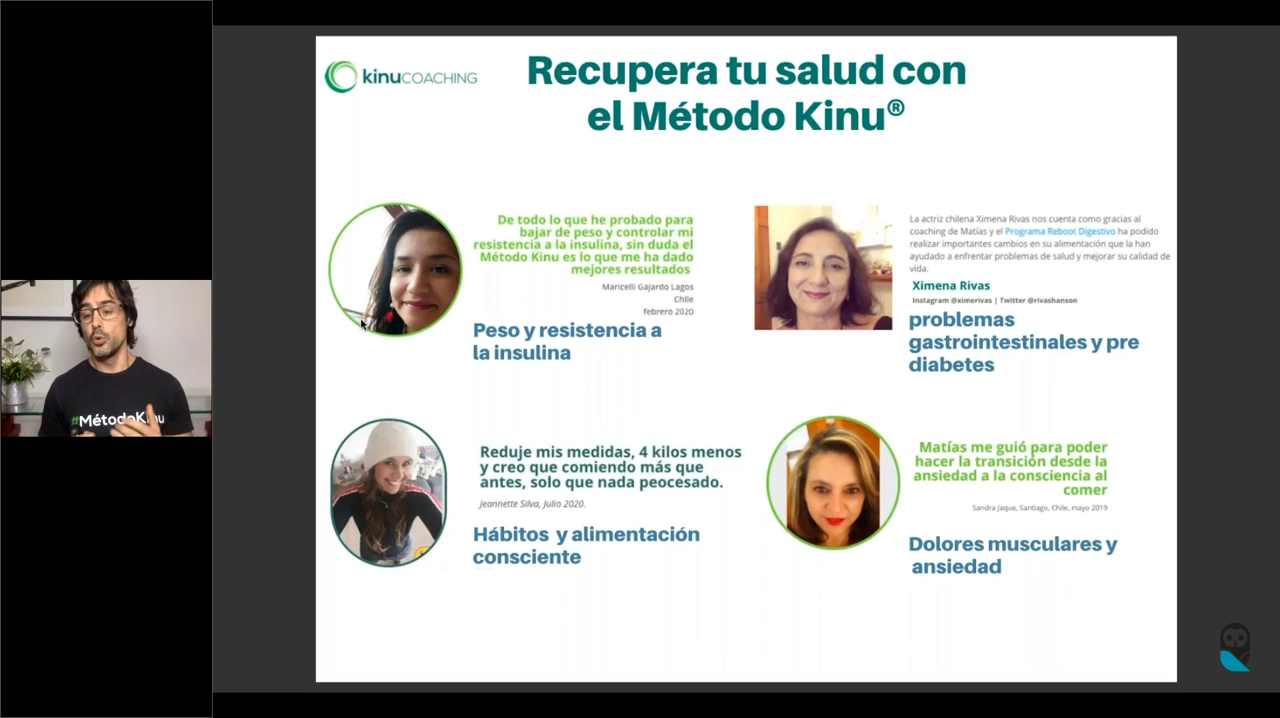 kinuCOACHING
Recupera tu salud con
el Método Kinu®
De todo lo que he probado para
bajar de peso y controlar mi
resistencia a la insulina, sin duda el
Método Kinu es lo que me ha dado
mejores resultados
Maricelli Gajardo Lagos
Chile
febrero 2020
Peso y resistencia a
la insulina
La actriz chilena Ximena Rivas nos cuenta como gracias al
coaching de Matías y el Programa Reboot Digestivo ha podido
realizar importantes cambios en su alimentación que la han
ayudado a enfrentar problemas de salud y mejorar su calidad de
vida.
Ximena Rivas
Instagram @ximerivas | Twitter @rivashanson
problemas
gastrointestinales y pre
diabetes
Reduje mis medidas, 4 kilos menos
y creo que comiendo más que
antes, solo que nada peocesado.
Jeannette Silva, Julio 2020.
Hábitos y alimentación
consciente
Matías me guió para poder
hacer la transición desde la
ansiedad a la consciencia al
comer
Sandra Jaque, Santiago, Chile, mayo 2019
Dolores musculares y
ansiedad
#MétodoKinu